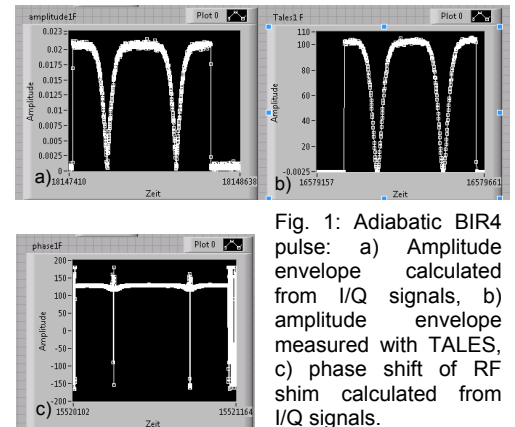 amplitude1F
Plot 0
Amplitude
0.023
0.02
0.0175
0.015
0.0125
0.01
0.0075
0.005
0.0025
0
a)
18147410
18148638
Zeit
Tales1 F
Plot 0
Amplitude
110
100
80
60
40
20
-0.0025
b)
16579157
16579661
Zeit
phase1F
Plot 0
Amplitude
200
150
100
50
0
-50
-100
-150
-200
c)
15520102
15521164
Zeit
Fig. 1: Adiabatic BIR4
pulse: a) Amplitude
envelope calculated
from I/Q signals, b)
amplitude envelope
measured with TALES,
c) phase shift of RF
shim calculated from
I/Q signals.